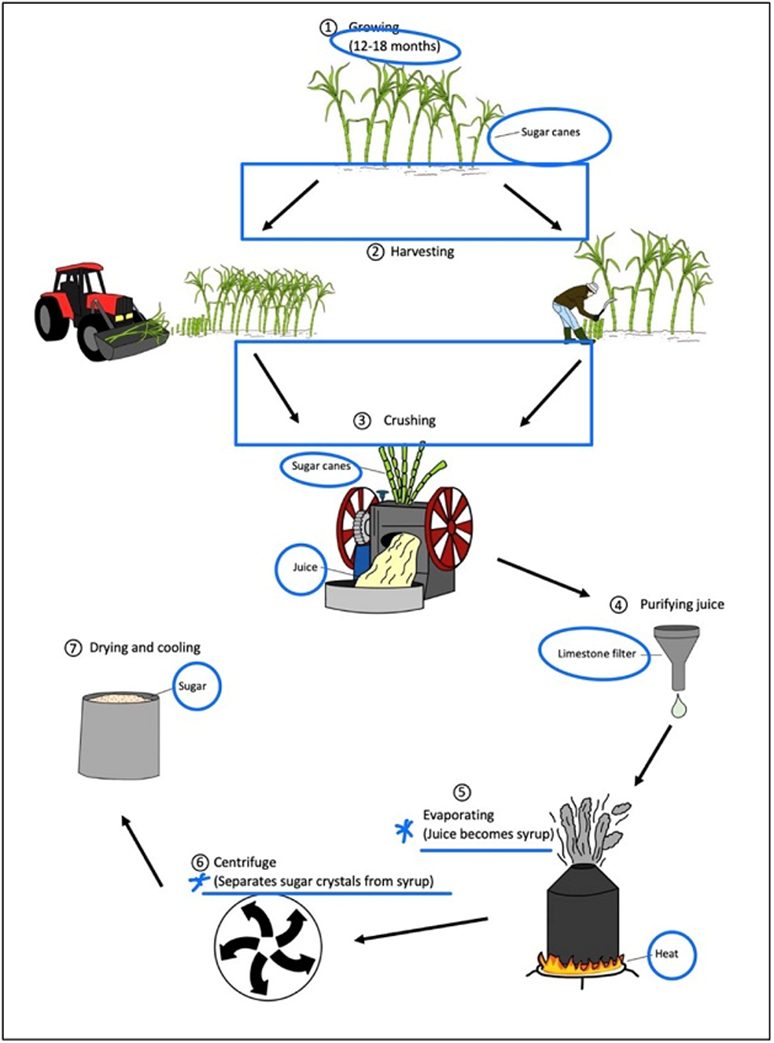 ① Growing
(12-18 months)
Sugar canes
② Harvesting
③ Crushing
Sugar canes
Juice
④ Purifying juice
Limestone filter
⑤
Evaporating
(Juice becomes syrup)
Heat
⑥ Centrifuge
(Separates sugar crystals from syrup)
⑦ Drying and cooling
Sugar